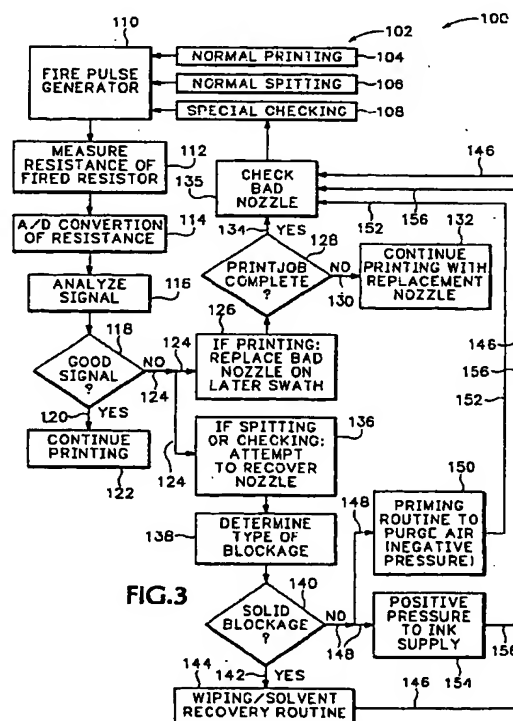 100
110
102
FIRE PULSE
GENERATOR
NORMAL PRINTING
104
NORMAL SPITTING
106
SPECIAL CHECKING
108
MEASURE
RESISTANCE OF
FIRED RESISTOR
112
A/D CONVERTION
OF RESISTANCE
114
ANALYZE
SIGNAL
116
118
GOOD
SIGNAL
?
NO
124
120
YES
CONTINUE
PRINTING
122
135
CHECK
BAD
NOZZLE
146
156
152
134
YES
128
PRINTJOB
COMPLETE
?
NO
130
132
CONTINUE
PRINTING WITH
REPLACEMENT
NOZZLE
126
124
IF PRINTING:
REPLACE BAD
NOZZLE ON
LATER SWATH
146
156
152
124
136
IF SPITTING
OR CHECKING:
ATTEMPT
TO RECOVER
NOZZLE
138
DETERMINE
TYPE OF
BLOCKAGE
FIG.3
140
SOLID
BLOCKAGE
?
NO
148
148
150
PRIMING
ROUTINE TO
PURGE AIR
(NEGATIVE
PRESSURE)
POSITIVE
PRESSURE
TO INK
SUPPLY
154
156
142
YES
144
WIPING/SOLVENT
RECOVERY ROUTINE
146